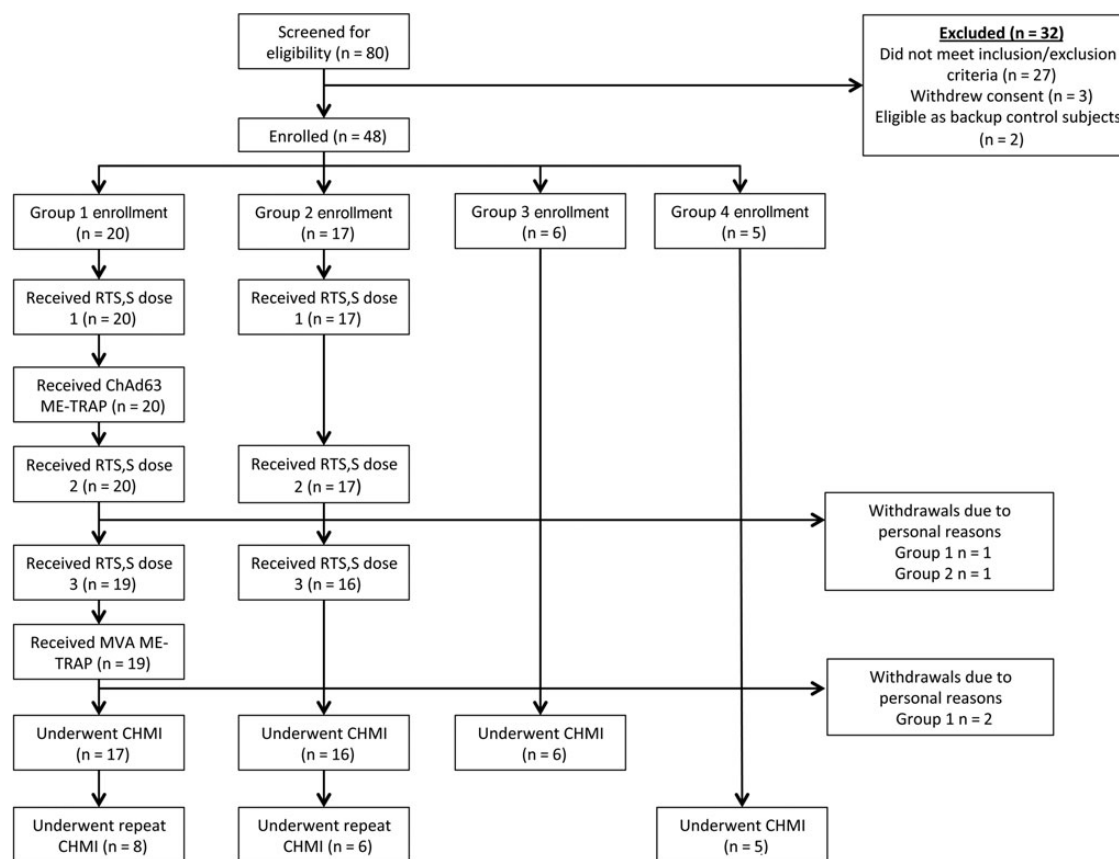 Screened for
eligibility (n = 80)
Excluded (n = 32)
Did not meet inclusion/exclusion
criteria (n = 27)
Withdrew consent (n = 3)
Eligible as backup control subjects
(n = 2)
Enrolled (n = 48)
Group 1 enrollment
(n = 20)
Group 2 enrollment
(n = 17)
Group 3 enrollment
(n = 6)
Group 4 enrollment
(n = 5)
Received RTS,S dose
1 (n = 20)
Received RTS,S dose
1 (n = 17)
Received ChAd63
ME-TRAP (n = 20)
Received RTS,S dose
2 (n = 20)
Received RTS,S dose
2 (n = 17)
Withdrawals due to
personal reasons
Group 1 n = 1
Group 2 n = 1
Received RTS,S dose
3 (n = 19)
Received RTS,S dose
3 (n = 16)
Received MVA ME-
TRAP (n = 19)
Withdrawals due to
personal reasons
Group 1 n = 2
Underwent CHMI
(n = 17)
Underwent CHMI
(n = 16)
Underwent CHMI
(n = 6)
Underwent repeat
CHMI (n = 8)
Underwent repeat
CHMI (n = 6)
Underwent CHMI
(n = 5)